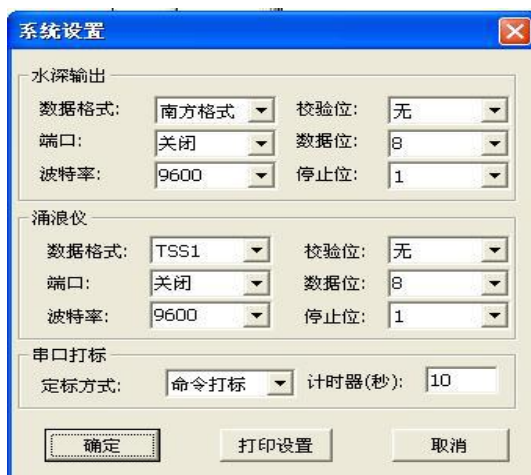 系统设置
水深输出
数据格式: 南方格式 校验位: 无
端口: 关闭 数据位: 8
波特率: 9600 停止位: 1
涌浪仪
数据格式: TSS1 校验位: 无
端口: 关闭 数据位: 8
波特率: 9600 停止位: 1
串口打标
定标方式: 命令打标 计时器(秒): 10
确定 打印设置 取消